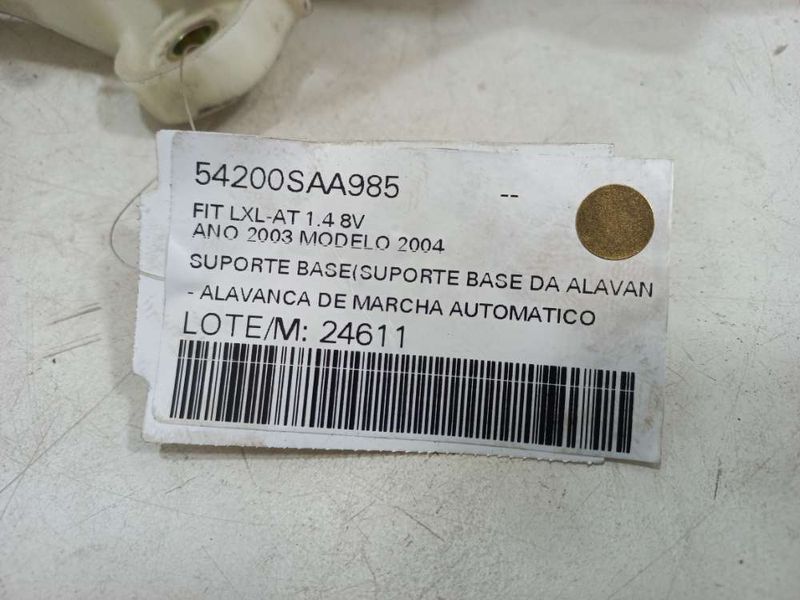 54200SAA985 --
FIT LXL-AT 1.4 8V
ANO 2003 MODELO 2004
SUPORTE BASE(SUPORTE BASE DA ALAVAN
- ALAVANCA DE MARCHA AUTOMATICO
LOTE/M: 24611